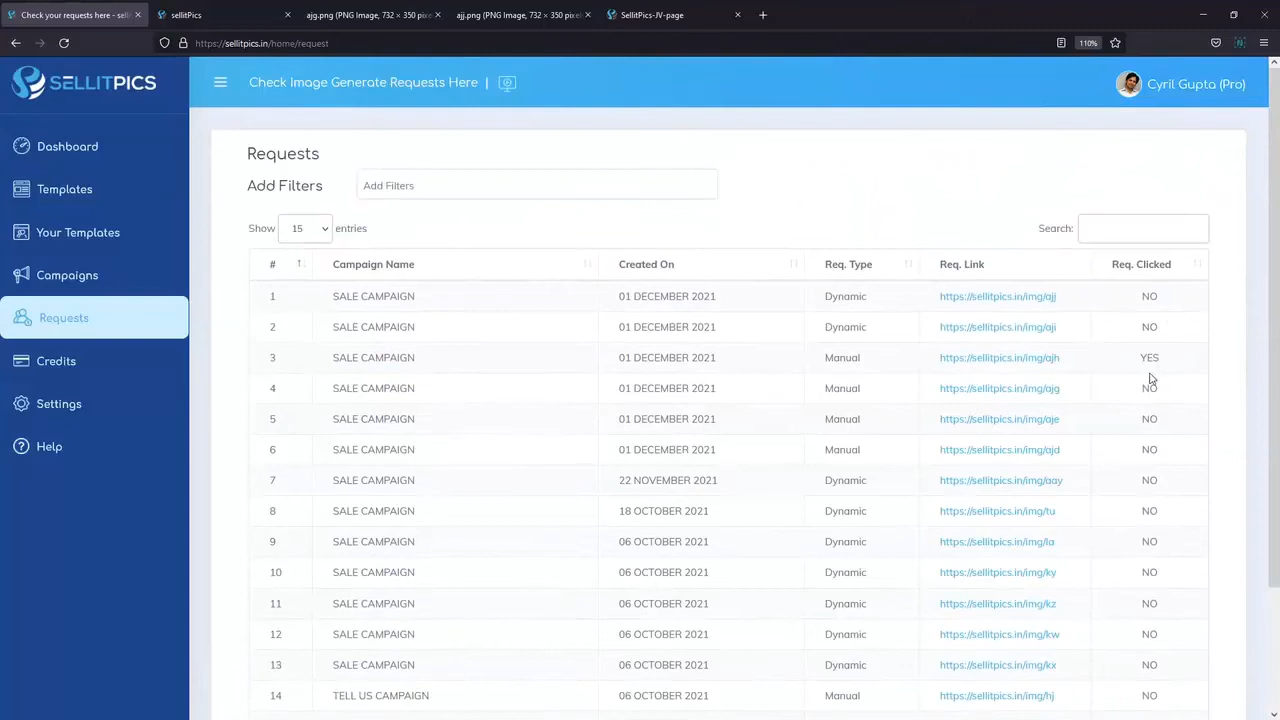 Check your requests here - sell
sellitPics
ajg.png (PNG Image, 732 × 350 pixel
ajj.png (PNG Image, 732 × 350 pixel
SellitPics-JV-page
https://sellitpics.in/home/request
110%
SELLITPICS
Check Image Generate Requests Here |
Cyril Gupta (Pro)
Dashboard
Templates
Your Templates
Campaigns
Requests
Credits
Settings
Help
Requests
Add Filters
Add Filters
Show 15 entries
Search:
# Campaign Name Created On Req. Type Req. Link Req. Clicked
1 SALE CAMPAIGN 01 DECEMBER 2021 Dynamic https://sellitpics.in/img/ajj NO
2 SALE CAMPAIGN 01 DECEMBER 2021 Dynamic https://sellitpics.in/img/aji NO
3 SALE CAMPAIGN 01 DECEMBER 2021 Manual https://sellitpics.in/img/ajh YES
4 SALE CAMPAIGN 01 DECEMBER 2021 Manual https://sellitpics.in/img/ajg NO
5 SALE CAMPAIGN 01 DECEMBER 2021 Manual https://sellitpics.in/img/aje NO
6 SALE CAMPAIGN 01 DECEMBER 2021 Manual https://sellitpics.in/img/ajd NO
7 SALE CAMPAIGN 22 NOVEMBER 2021 Dynamic https://sellitpics.in/img/aay NO
8 SALE CAMPAIGN 18 OCTOBER 2021 Dynamic https://sellitpics.in/img/tu NO
9 SALE CAMPAIGN 06 OCTOBER 2021 Dynamic https://sellitpics.in/img/la NO
10 SALE CAMPAIGN 06 OCTOBER 2021 Dynamic https://sellitpics.in/img/ky NO
11 SALE CAMPAIGN 06 OCTOBER 2021 Dynamic https://sellitpics.in/img/kz NO
12 SALE CAMPAIGN 06 OCTOBER 2021 Dynamic https://sellitpics.in/img/kw NO
13 SALE CAMPAIGN 06 OCTOBER 2021 Dynamic https://sellitpics.in/img/kx NO
14 TELL US CAMPAIGN 06 OCTOBER 2021 Manual https://sellitpics.in/img/hj NO